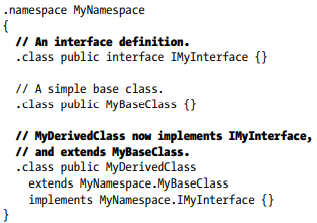 .namespace MyNamespace
{
// An interface definition.
.class public interface IMyInterface {}
// A simple base class.
.class public MyBaseClass {}
// MyDerivedClass now implements IMyInterface,
// and extends MyBaseClass.
.class public MyDerivedClass
extends MyNamespace.MyBaseClass
implements MyNamespace.IMyInterface {}
}